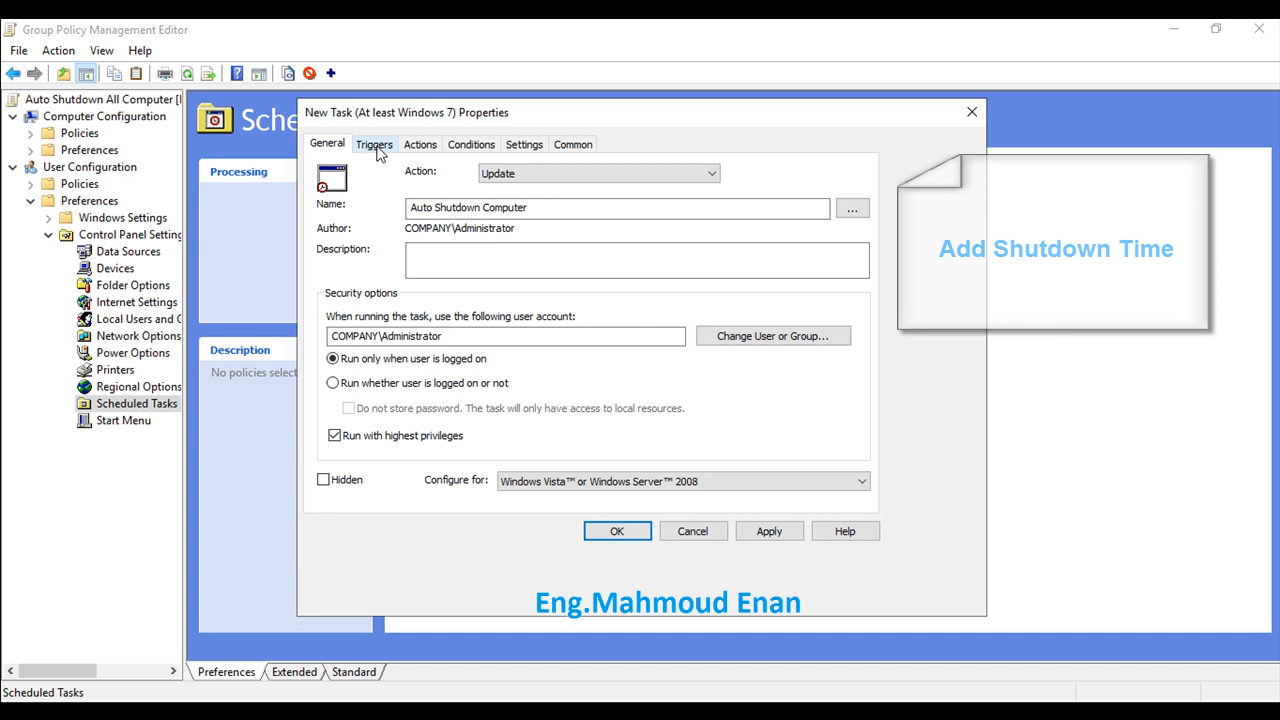 Group Policy Management Editor
File Action View Help
Auto Shutdown All Computer [
Computer Configuration
Policies
Preferences
User Configuration
Policies
Preferences
Windows Settings
Control Panel Setting
Data Sources
Devices
Folder Options
Internet Settings
Local Users and G
Network Options
Power Options
Printers
Regional Options
Scheduled Tasks
Start Menu
Processing
Description
No policies select
New Task (At least Windows 7) Properties
General Triggers Actions Conditions Settings Common
Action: Update
Name: Auto Shutdown Computer ...
Author: COMPANY\Administrator
Description:
Security options
When running the task, use the following user account:
COMPANY\Administrator Change User or Group...
Run only when user is logged on
Run whether user is logged on or not
Do not store password. The task will only have access to local resources.
Run with highest privileges
Hidden Configure for: Windows Vista™ or Windows Server™ 2008
OK Cancel Apply Help
Add Shutdown Time
Eng.Mahmoud Enan
Preferences Extended Standard
Scheduled Tasks